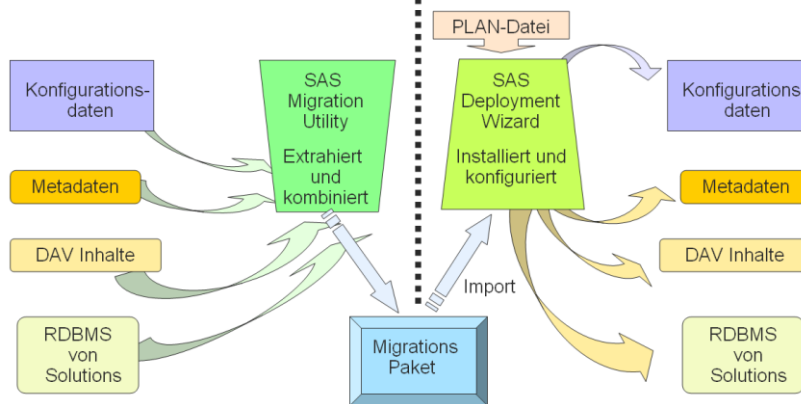 PLAN-Datei
Konfigurations-
daten
SAS
Migration
Utility
Extrahiert
und
kombiniert
SAS
Deployment
Wizard
Installiert und
konfiguriert
Konfigurations
daten
Metadaten
Metadaten
DAV Inhalte
DAV Inhalte
Import
RDBMS
von
Solutions
Migrations
Paket
RDBMS
von
Solutions